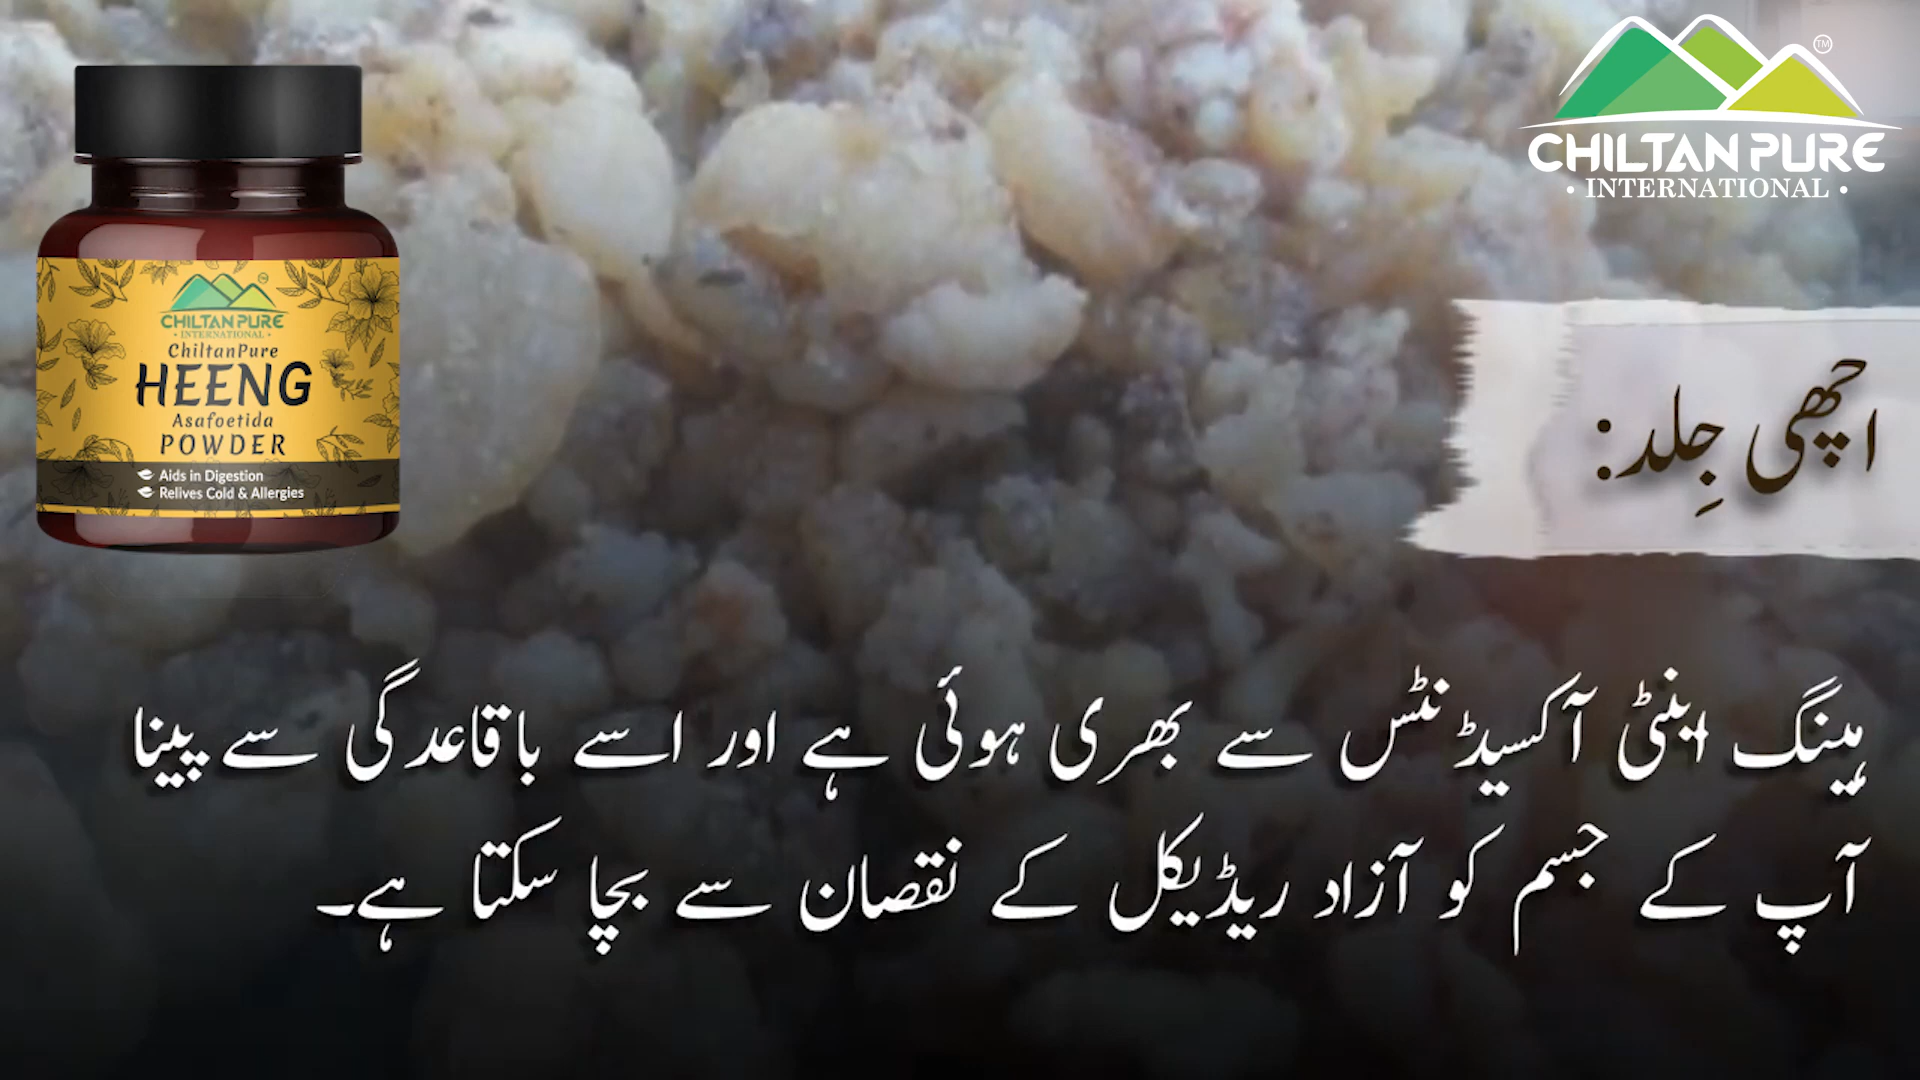 CHILTAN PURE
• INTERNATIONAL •
TM
CHILTAN PURE
• INTERNATIONAL •
ChiltanPure
HEENG
Asafoetida
POWDER
Aids in Digestion
Relives Cold & Allergies
اچھی جِلد:
ہینگ اینٹی آکسیڈنٹس سے بھری ہوئی ہے اور اسے باقاعدگی سے پینا
آپ کے جسم کو آزاد ریڈیکل کے نقصان سے بچا سکتا ہے۔